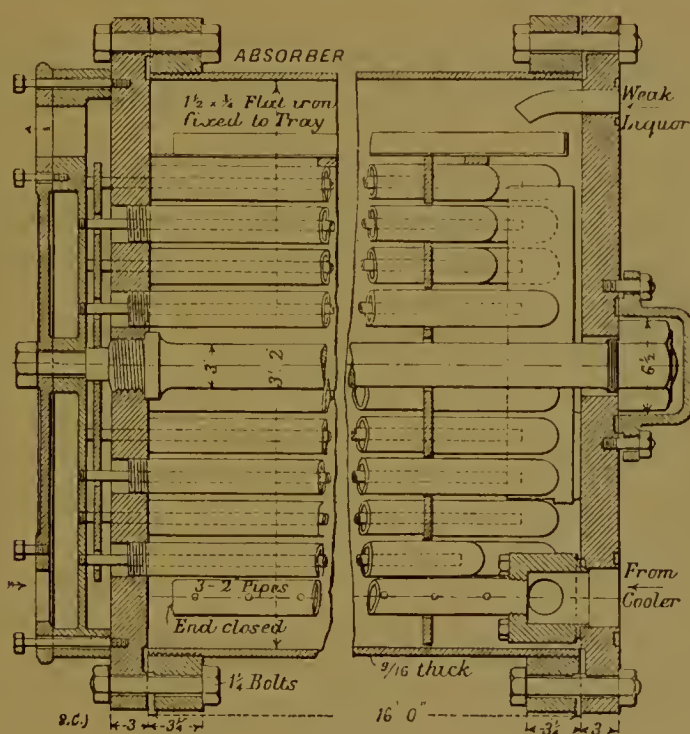 ABSORBER
1½ × ¾ Flat iron
fixed to Tray
Weak
Liquor
3"
3' 2"
6½
3 - 2" Pipes
End closed
From
Cooler
9/16 thick
1¼ Bolts
3
3¼
16' 0"
3¼
3